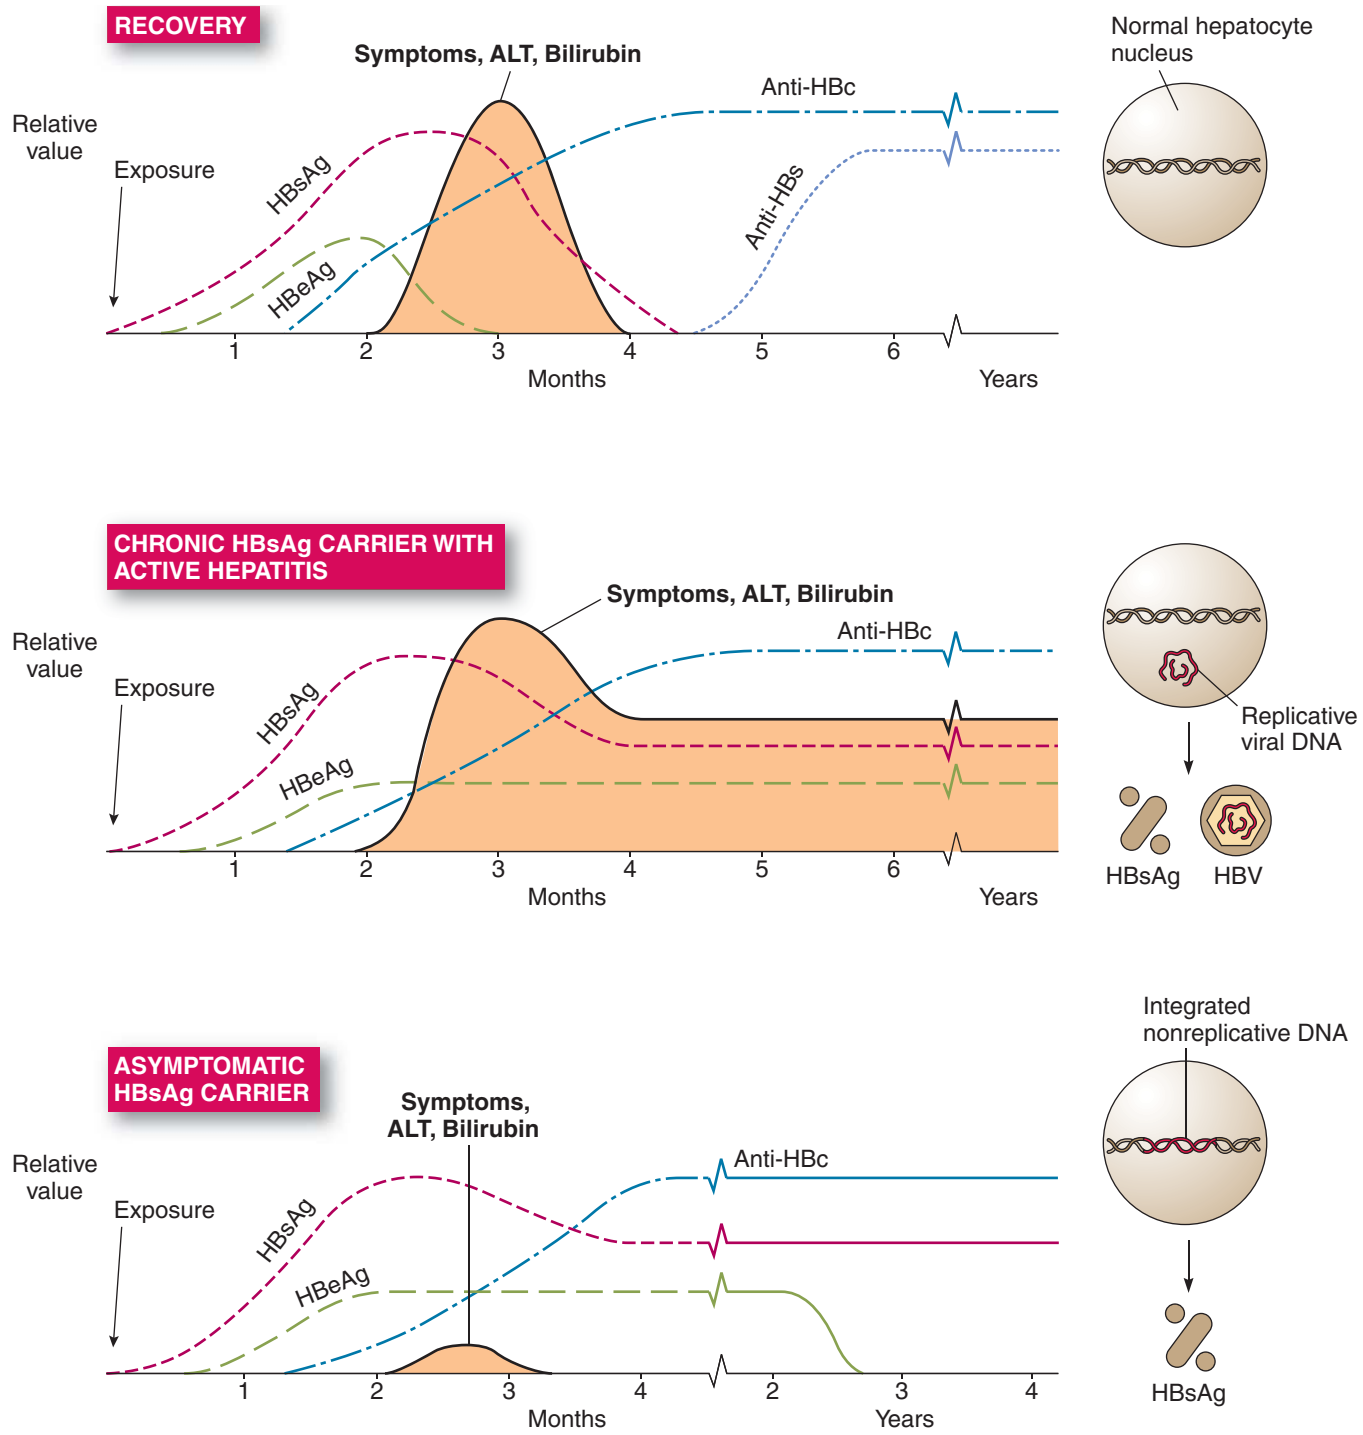 RECOVERY
Symptoms, ALT, Bilirubin
Normal hepatocyte
nucleus
Relative
value
Exposure
HBsAg
HBeAg
Anti-HBc
Anti-HBs
1
2
3
4
5
6
Months
Years
CHRONIC HBsAg CARRIER WITH
ACTIVE HEPATITIS
Symptoms, ALT, Bilirubin
Relative
value
Exposure
HBsAg
HBeAg
Anti-HBc
Replicative
viral DNA
HBsAg
HBV
1
2
3
4
5
6
Months
Years
ASYMPTOMATIC
HBsAg CARRIER
Symptoms,
ALT, Bilirubin
Integrated
nonreplicative DNA
Relative
value
Exposure
HBsAg
HBeAg
Anti-HBc
1
2
3
4
2
3
4
Months
Years
HBsAg